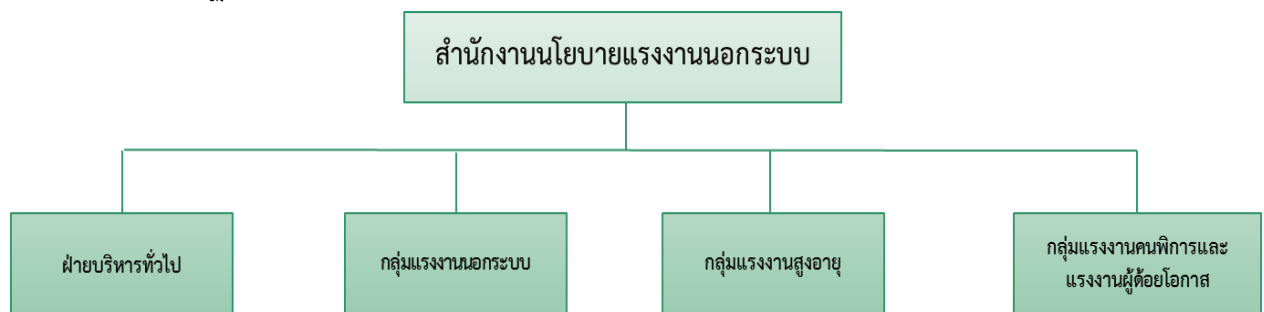 สำนักงานนโยบายแรงงานนอกระบบ
ฝ่ายบริหารทั่วไป
กลุ่มแรงงานนอกระบบ
กลุ่มแรงงานสูงอายุ
กลุ่มแรงงานคนพิการและ
แรงงานผู้ด้อยโอกาส